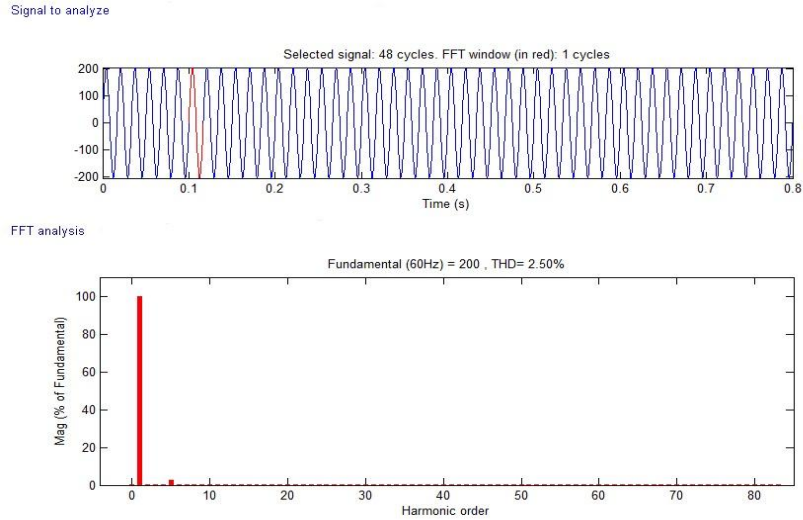 Signal to analyze
Selected signal: 48 cycles. FFT window (in red): 1 cycles
200
100
0
-100
-200
0 0.1 0.2 0.3 0.4 0.5 0.6 0.7 0.8
Time (s)
FFT analysis
Fundamental (60Hz) = 200 , THD= 2.50%
Mag (% of Fundamental)
100
80
60
40
20
0
0 10 20 30 40 50 60 70 80
Harmonic order